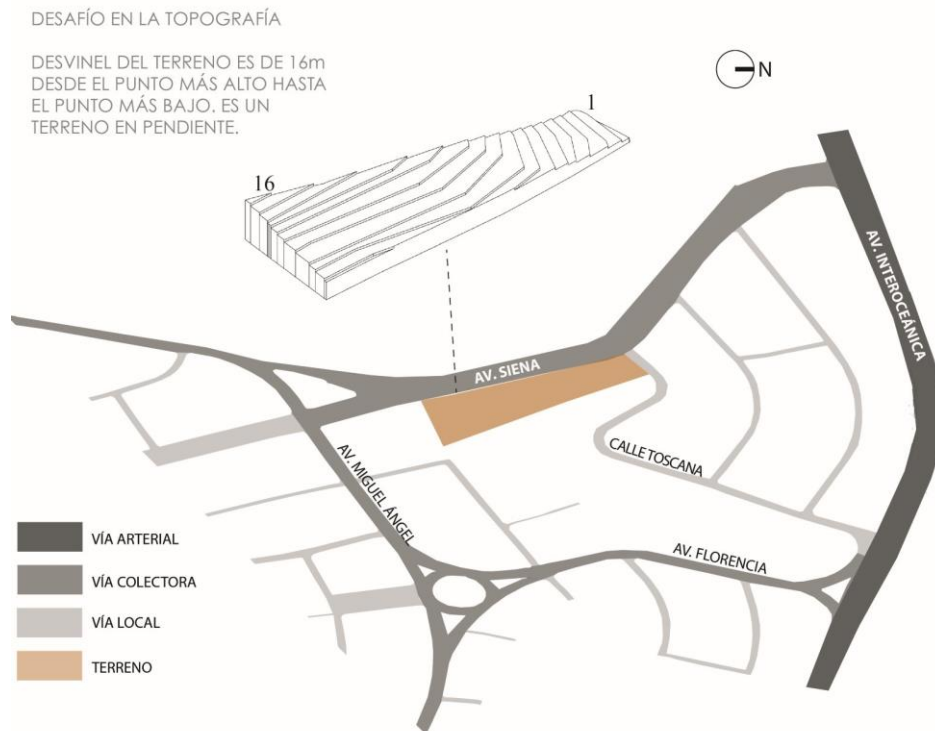 DESAFÍO EN LA TOPOGRAFÍA
DESVINEL DEL TERRENO ES DE 16m
DESDE EL PUNTO MÁS ALTO HASTA
EL PUNTO MÁS BAJO. ES UN
TERRENO EN PENDIENTE.
N
1
16
AV. INTEROCEÁNICA
AV. SIENA
CALLE TOSCANA
AV. MIGUEL ÁNGEL
AV. FLORENCIA
VÍA ARTERIAL
VÍA COLECTORA
VÍA LOCAL
TERRENO